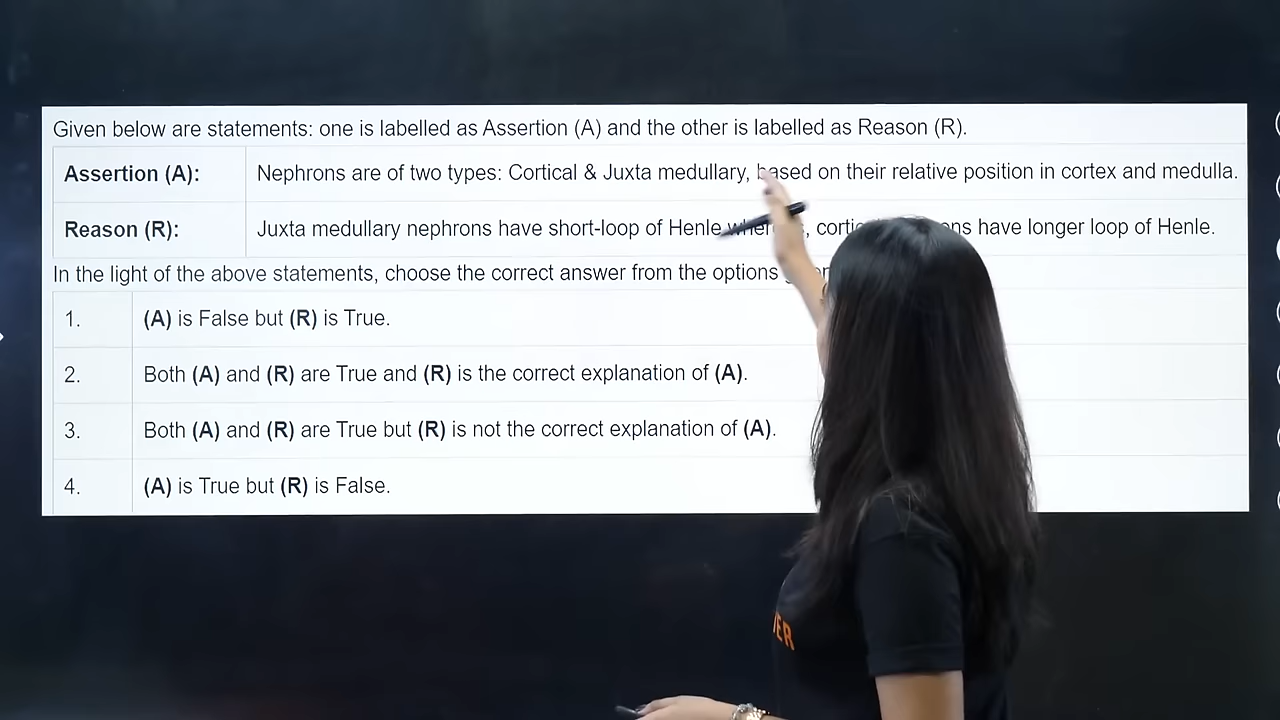 Given below are statements: one is labelled as Assertion (A) and the other is labelled as Reason (R).
Assertion (A): Nephrons are of two types: Cortical & Juxta medullary, based on their relative position in cortex and medulla.
Reason (R): Juxta medullary nephrons have short-loop of Henle have longer loop of Henle.
In the light of the above statements, choose the correct answer from the options
1. (A) is False but (R) is True.
2. Both (A) and (R) are True and (R) is the correct explanation of (A).
3. Both (A) and (R) are True but (R) is not the correct explanation of (A).
4. (A) is True but (R) is False.